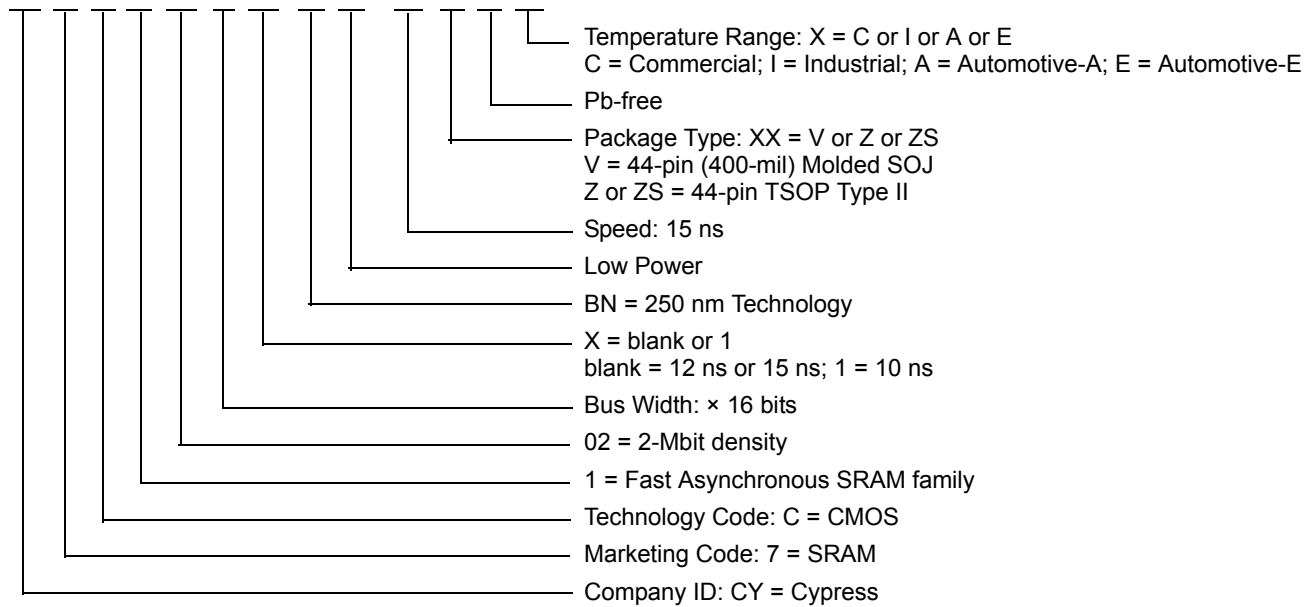 Temperature Range: X = C or I or A or E
C = Commercial; I = Industrial; A = Automotive-A; E = Automotive-E
Pb-free
Package Type: XX = V or Z or ZS
V = 44-pin (400-mil) Molded SOJ
Z or ZS = 44-pin TSOP Type II
Speed: 15 ns
Low Power
BN = 250 nm Technology
X = blank or 1
blank = 12 ns or 15 ns; 1 = 10 ns
Bus Width: × 16 bits
02 = 2-Mbit density
1 = Fast Asynchronous SRAM family
Technology Code: C = CMOS
Marketing Code: 7 = SRAM
Company ID: CY = Cypress